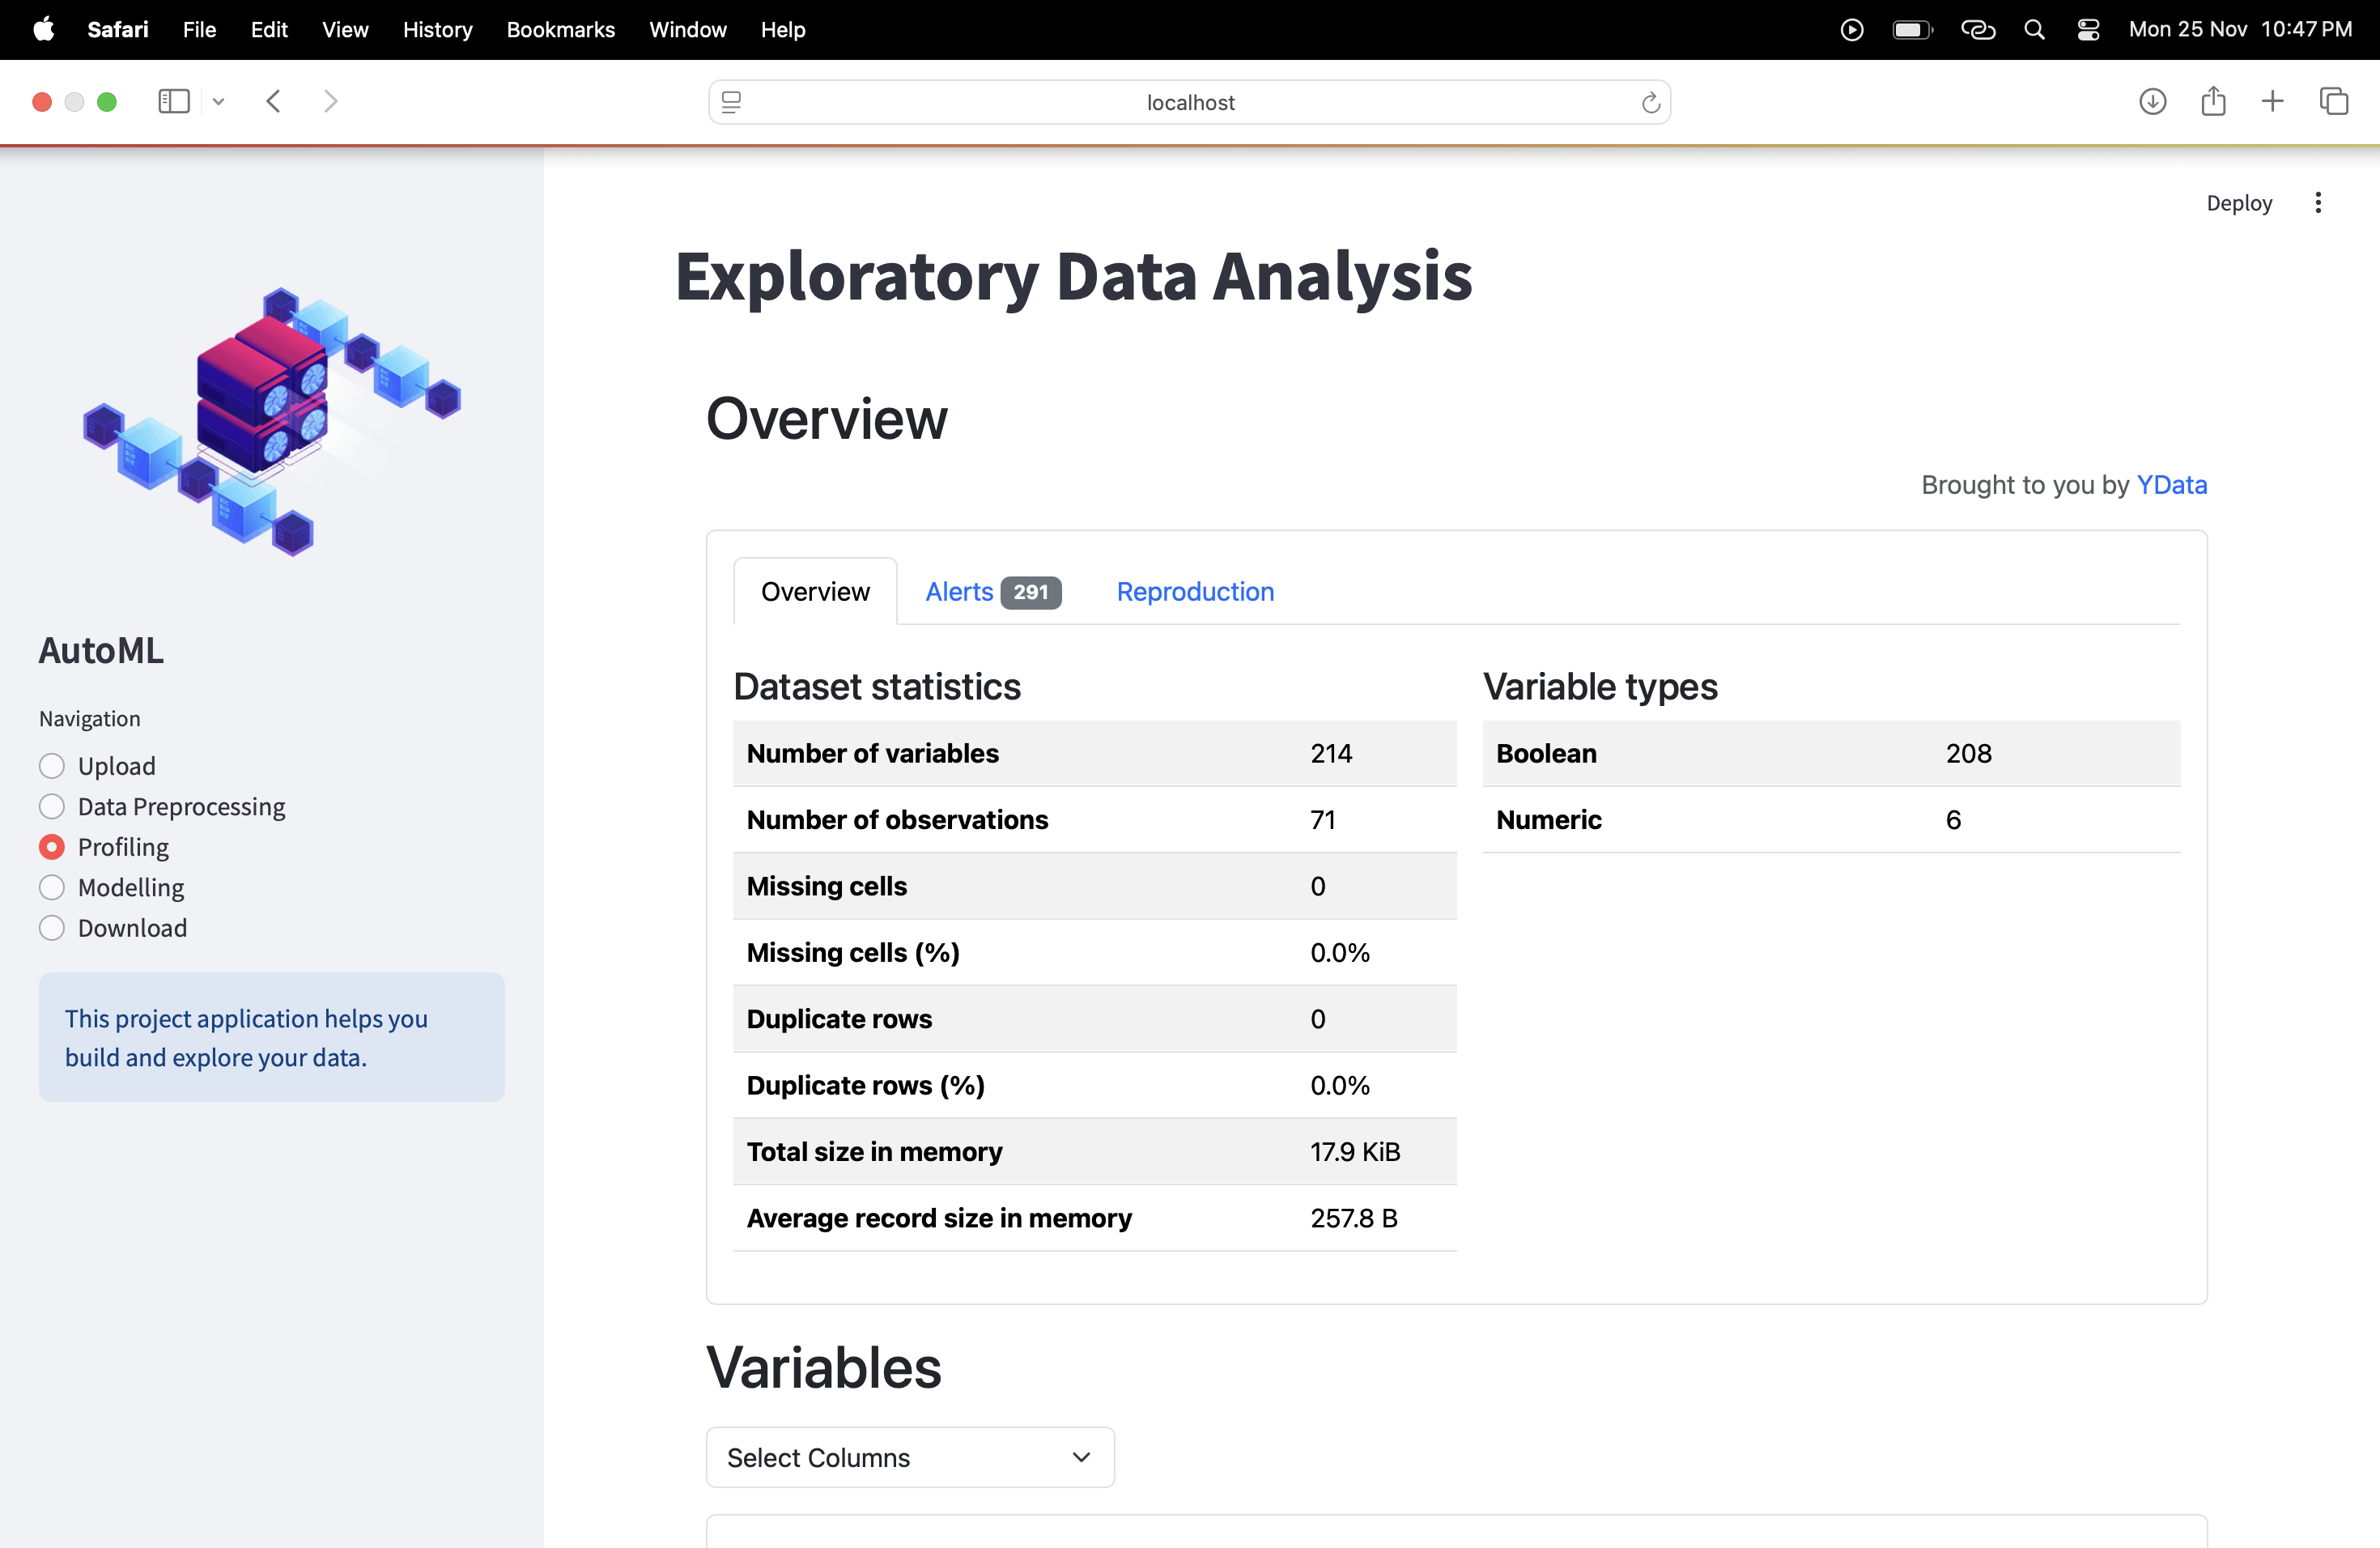 Safari File Edit View History Bookmarks Window Help Mon 25 Nov 10:47 PM
localhost
Deploy
Exploratory Data Analysis
Overview
Brought to you by YData
Overview Alerts 291 Reproduction
Dataset statistics
Number of variables 214
Number of observations 71
Missing cells 0
Missing cells (%) 0.0%
Duplicate rows 0
Duplicate rows (%) 0.0%
Total size in memory 17.9 KiB
Average record size in memory 257.8 B
Variable types
Boolean 208
Numeric 6
Variables
Select Columns
AutoML
Navigation
Upload
Data Preprocessing
Profiling
Modelling
Download
This project application helps you
build and explore your data.